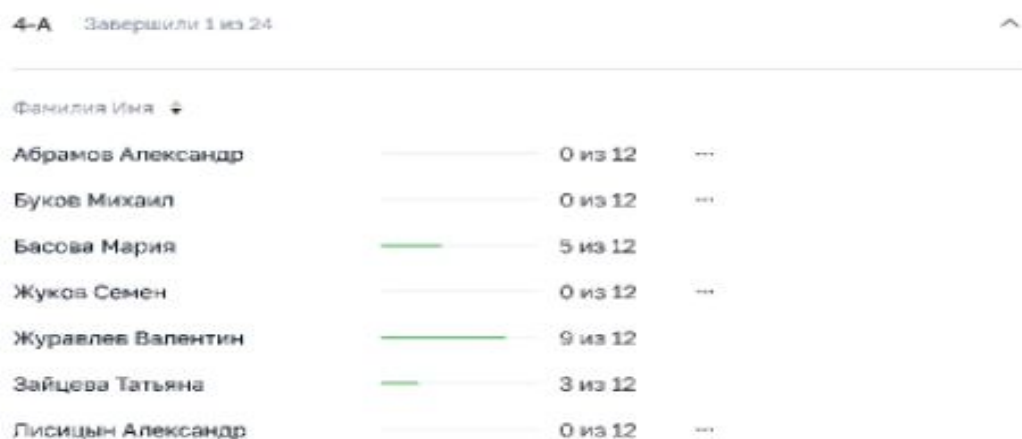 4-А Завершили 1 из 24
Фамилия Имя
Абрамов Александр 0 из 12 ---
Буков Михаил 0 из 12 ---
Басова Мария 5 из 12
Жуков Семен 0 из 12 ---
Журавлев Валентин 9 из 12
Зайцева Татьяна 3 из 12
Лисицын Александр 0 из 12 ---